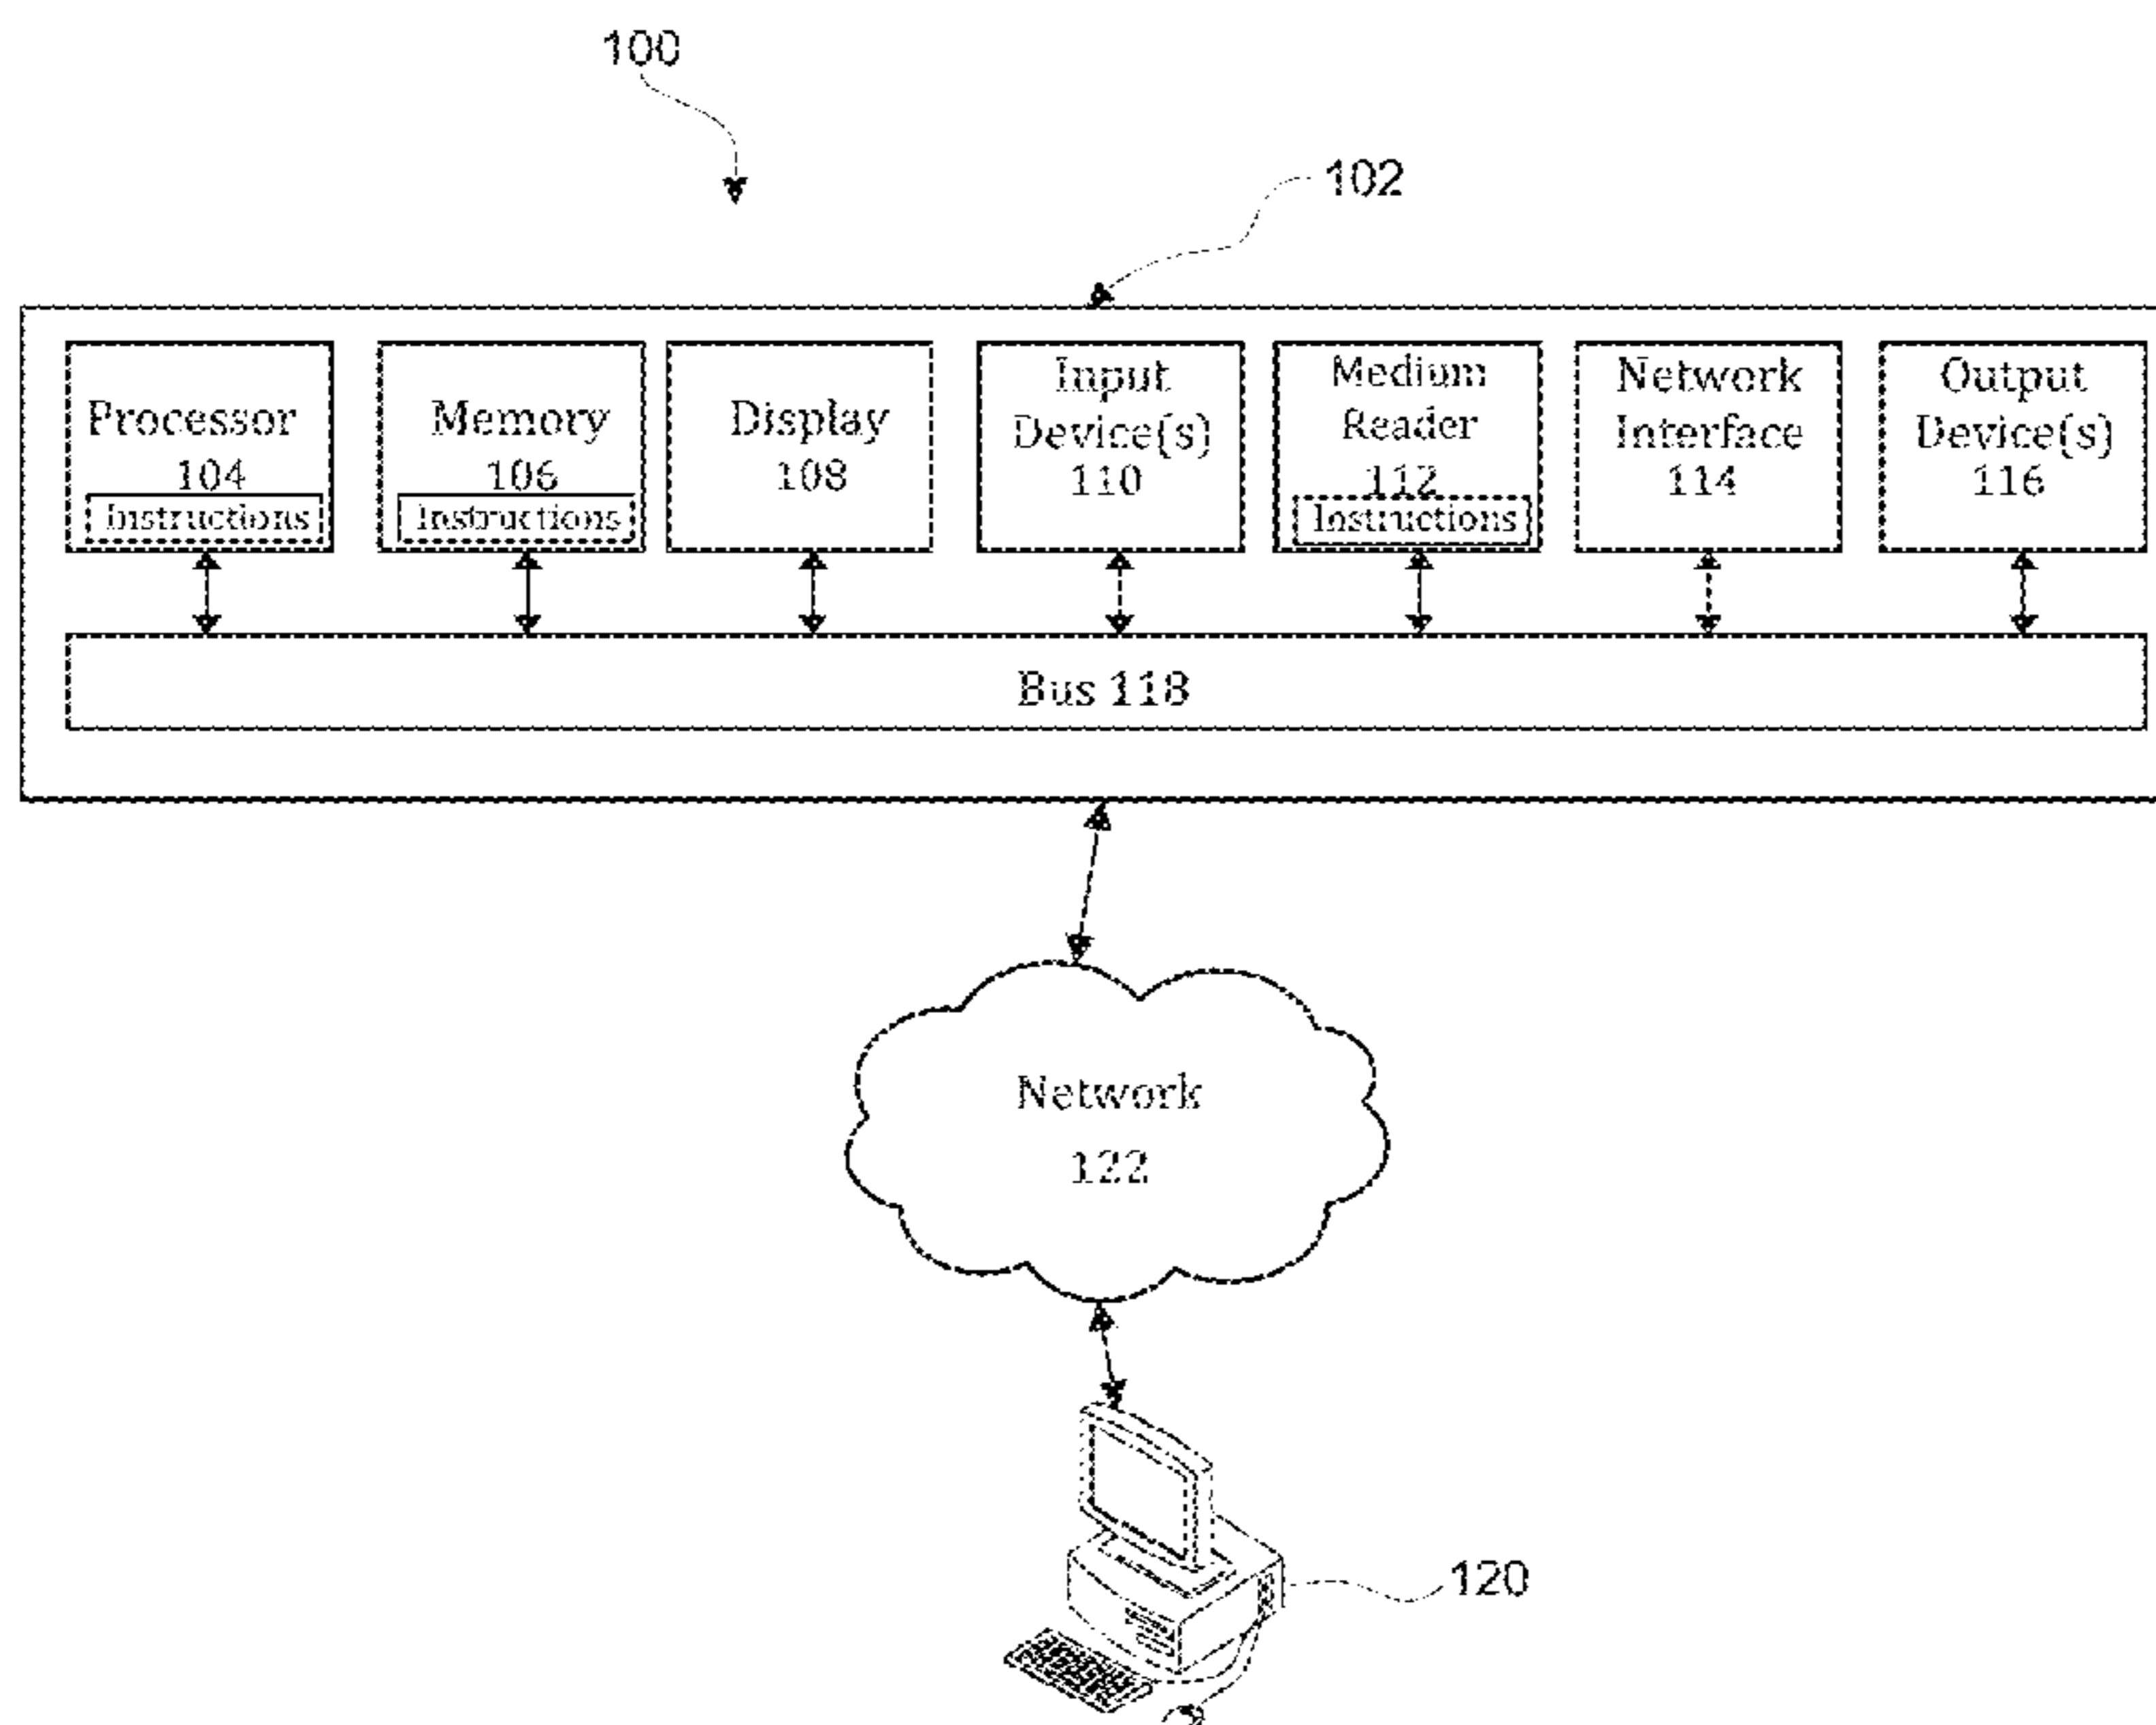 100
102
Processor
104
Instructions
Memory
106
Instructions
Display
108
Input
Device(s)
110
Medium
Reader
112
Instructions
Network
Interface
114
Output
Device(s)
116
Bus 118
Network
122
120